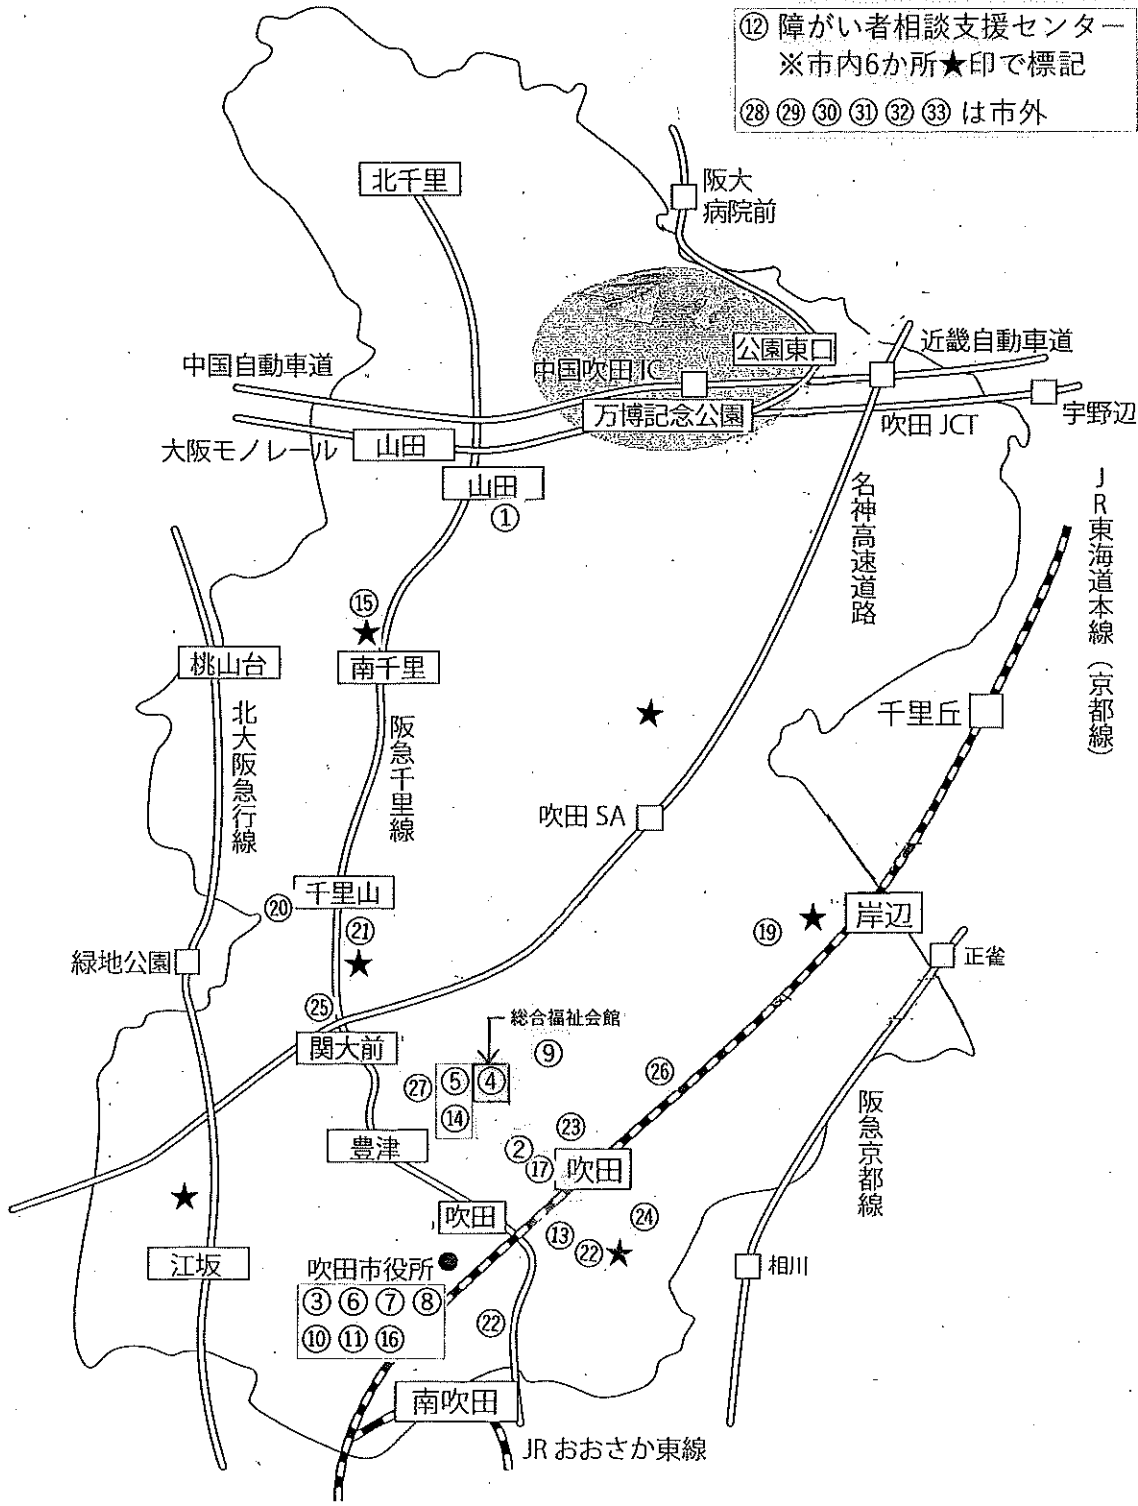 ⑫ 障がい者相談支援センター
※市内6か所★印で標記
㉘ ㉙ ㉚ ㉛ ㉜ ㉝ は市外
北千里
阪大
病院前
公園東口
近畿自動車道
中国自動車道
中国吹田IC
万博記念公園
宇野辺
吹田 JCT
大阪モノレール
山田
山田
①
名神高速道路
JR東海道本線(京都線)
⑮
★
桃山台
南千里
北大阪急行線
阪急千里線
★
千里丘
吹田 SA
千里山
⑳
㉑
★
⑲
★
岸辺
緑地公園
正雀
㉕
総合福祉会館
関大前
⑨
㉗
⑤
④
⑭
㉖
阪急京都線
豊津
㉓
②
⑰
吹田
★
吹田
㉔
⑬
㉒
★
江坂
吹田市役所
相川
③ ⑥ ⑦ ⑧
⑩ ⑪ ⑯
㉒
南吹田
JR おおさか東線